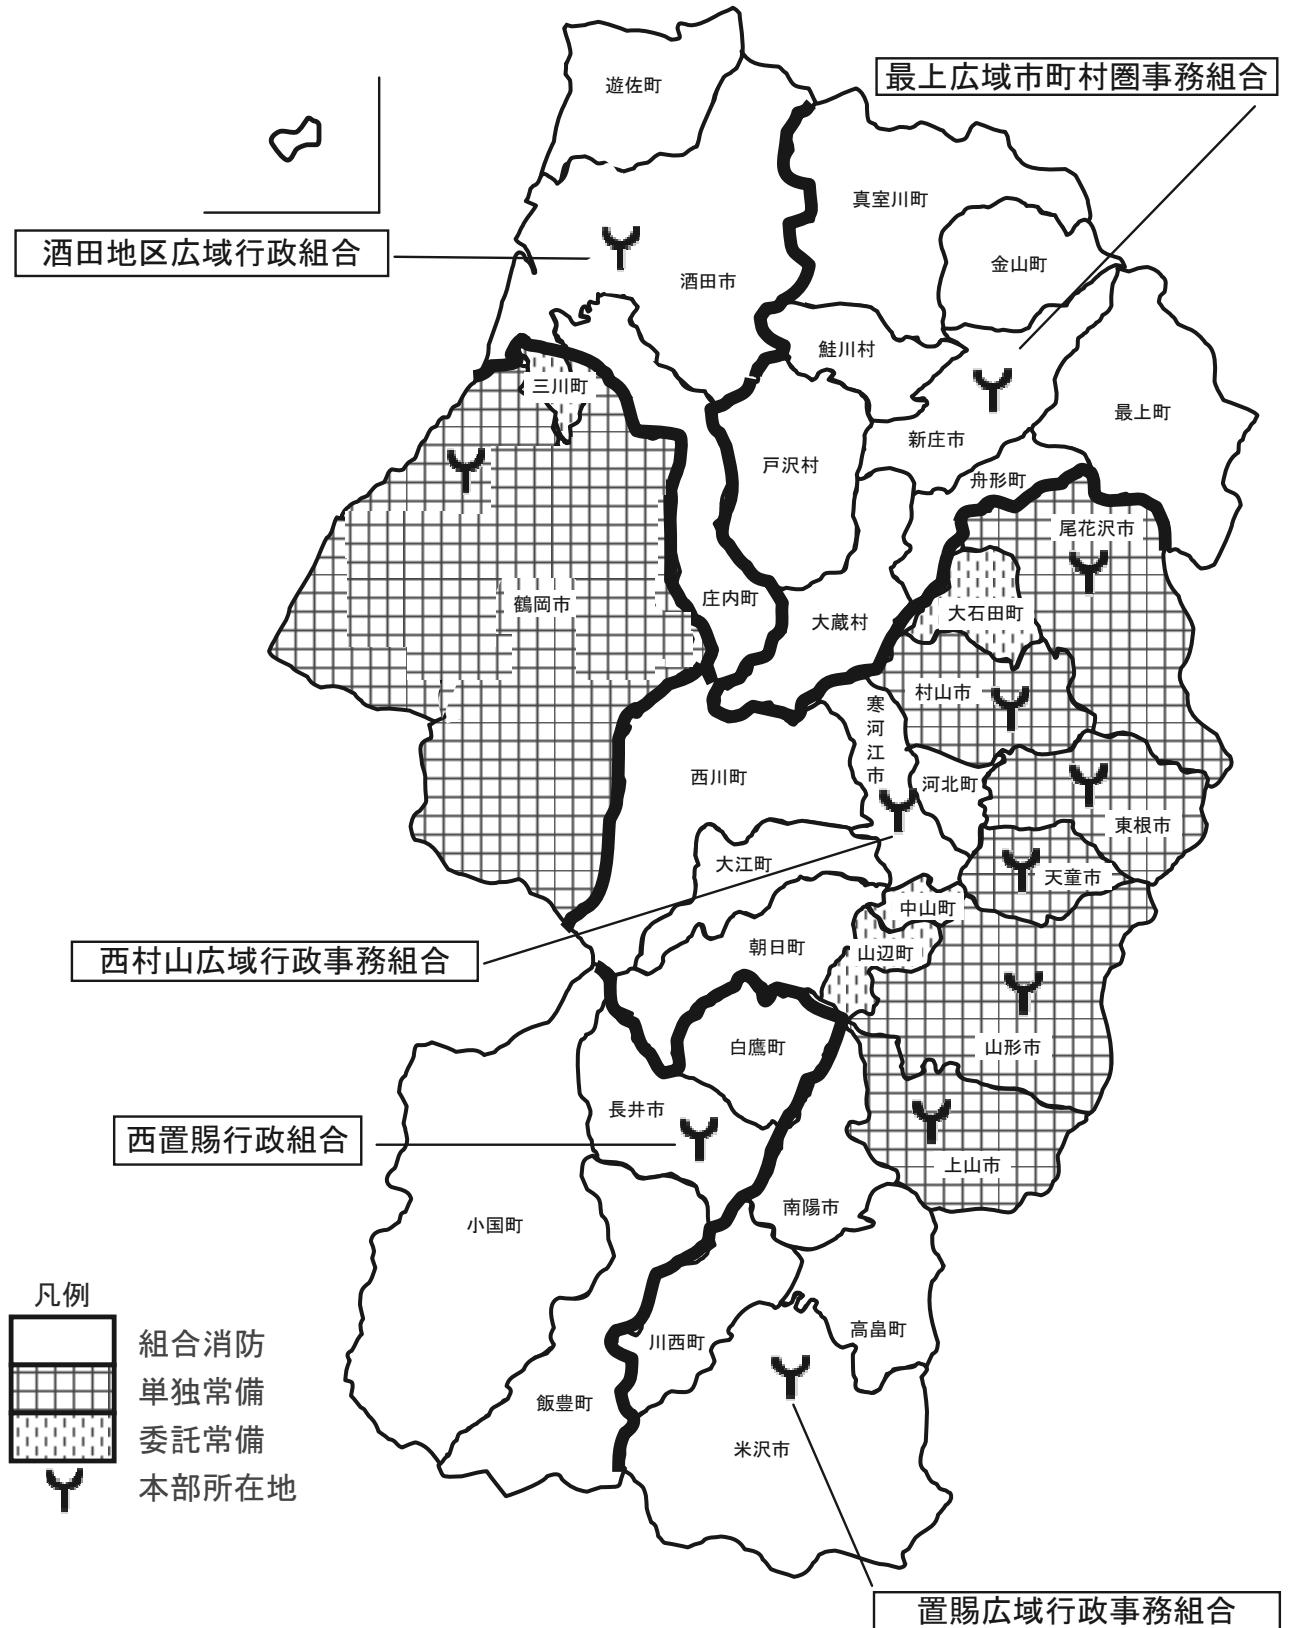 遊佐町
最上広域市町村圏事務組合
真室川町
酒田地区広域行政組合
金山町
酒田市
鮭川村
三川町
最上町
新庄市
戸沢村
舟形町
尾花沢市
鶴岡市
庄内町
大石田町
大蔵村
村山市
寒河江市
西川町
河北町
東根市
大江町
天童市
中山町
朝日町
山辺町
西村山広域行政事務組合
白鷹町
山形市
長井市
西置賜行政組合
上山市
南陽市
小国町
高畠町
川西町
飯豊町
米沢市
凡例
組合消防
単独常備
委託常備
本部所在地
置賜広域行政事務組合